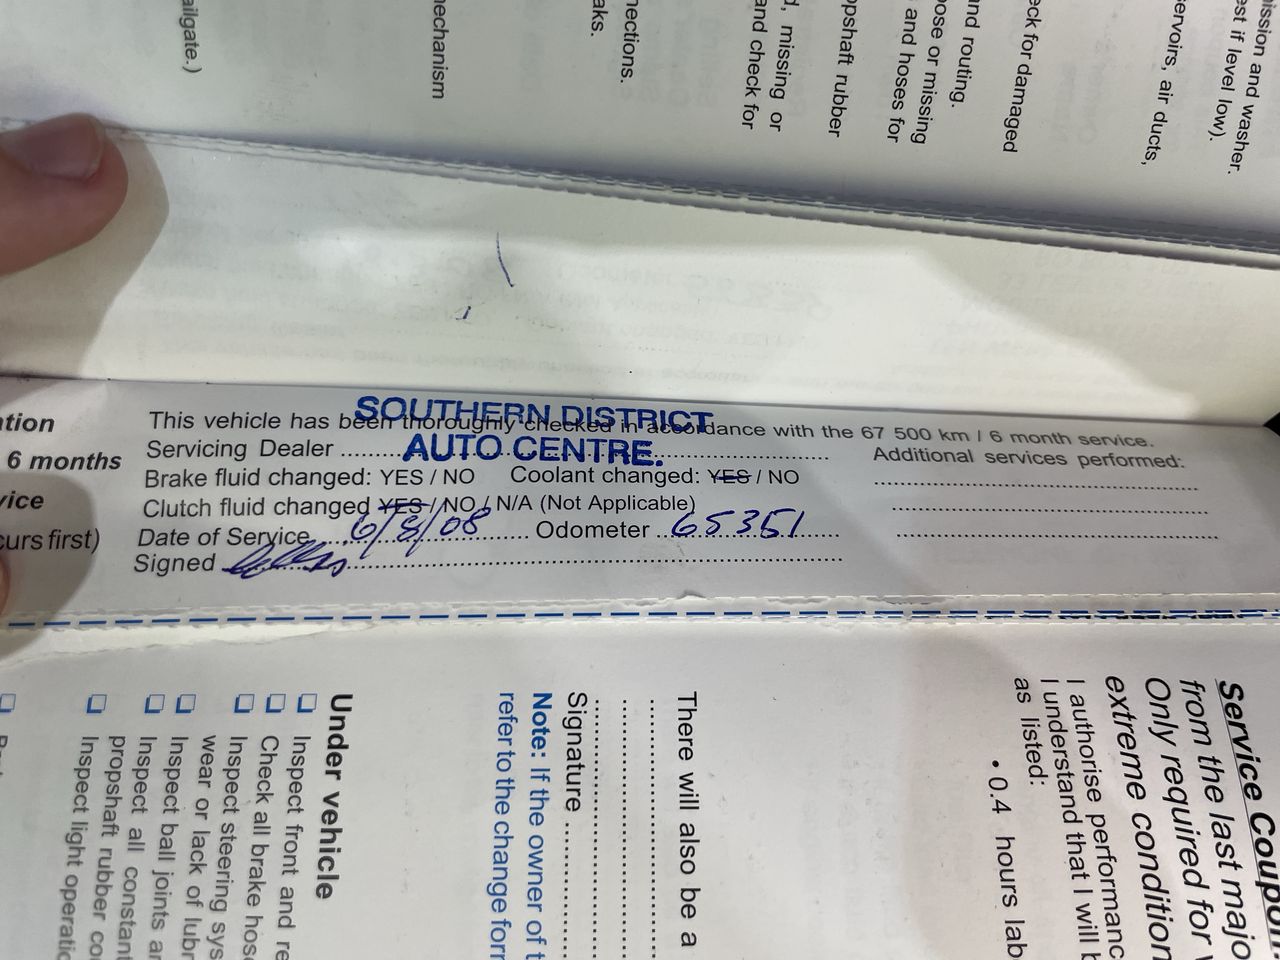 ailgate.)
echanism
nections.
aks.
d, missing or
and check for
opshaft rubber
nd routing.
ose or missing
and hoses for
eck for damaged
ervoirs, air ducts,
ission and washer.
est if level low).
ation
6 months
vice
curs first)
This vehicle has been thoroughly checked in accordance with the 67 500 km / 6 month service.
SOUTHERN DISTRICT
AUTO CENTRE.
Servicing Dealer
Additional services performed:
Brake fluid changed: YES / NO Coolant changed: YES / NO
Clutch fluid changed YES / NO / N/A (Not Applicable)
Date of Service 6/8/08 Odometer 65351
Signed
Service Coupon
from the last majo
Only required for
extreme condition
I authorise performanc
I understand that I will b
as listed:
• 0.4 hours lab
There will also be a
Signature
Note: If the owner of t
refer to the change form
Under vehicle
Inspect front and re
Check all brake hose
Inspect steering sys
wear or lack of lubr
Inspect ball joints an
Inspect all constant
propshaft rubber co
Inspect light operatic